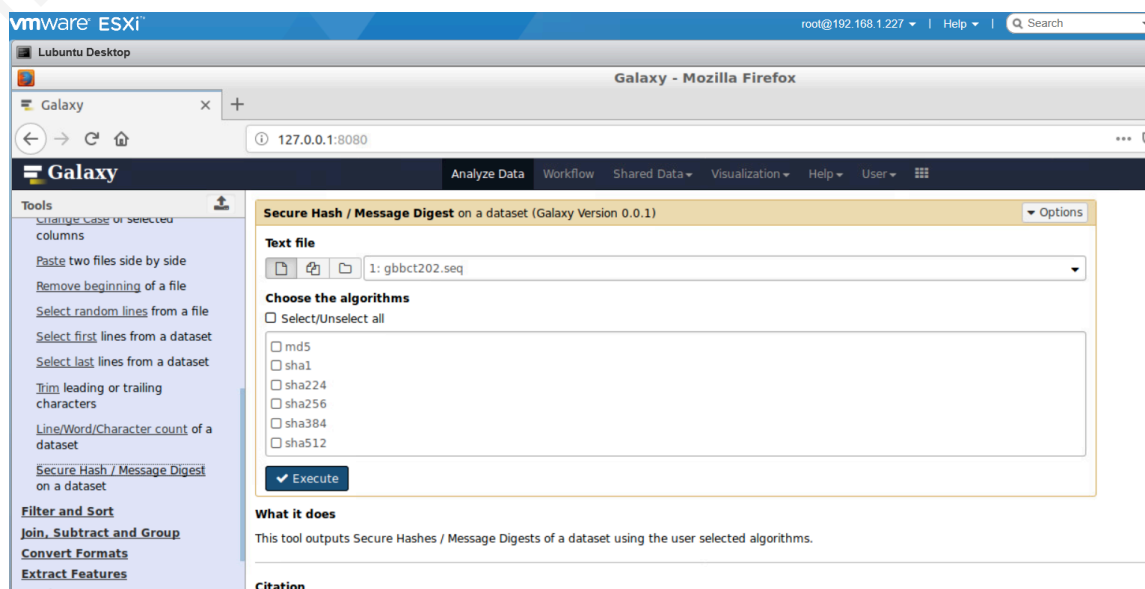 vmware ESXi™
root@192.168.1.227 | Help | Search
Lubuntu Desktop
Galaxy - Mozilla Firefox
Galaxy
127.0.0.1:8080
Galaxy
Analyze Data Workflow Shared Data Visualization Help User
Tools
Change Case of selected
columns
Paste two files side by side
Remove beginning of a file
Select random lines from a file
Select first lines from a dataset
Select last lines from a dataset
Trim leading or trailing
characters
Line/Word/Character count of a
dataset
Secure Hash / Message Digest
on a dataset
Filter and Sort
Join, Subtract and Group
Convert Formats
Extract Features
Secure Hash / Message Digest on a dataset (Galaxy Version 0.0.1)
Options
Text file
1: gbbct202.seq
Choose the algorithms
Select/Unselect all
md5
sha1
sha224
sha256
sha384
sha512
Execute
What it does
This tool outputs Secure Hashes / Message Digests of a dataset using the user selected algorithms.
Citation